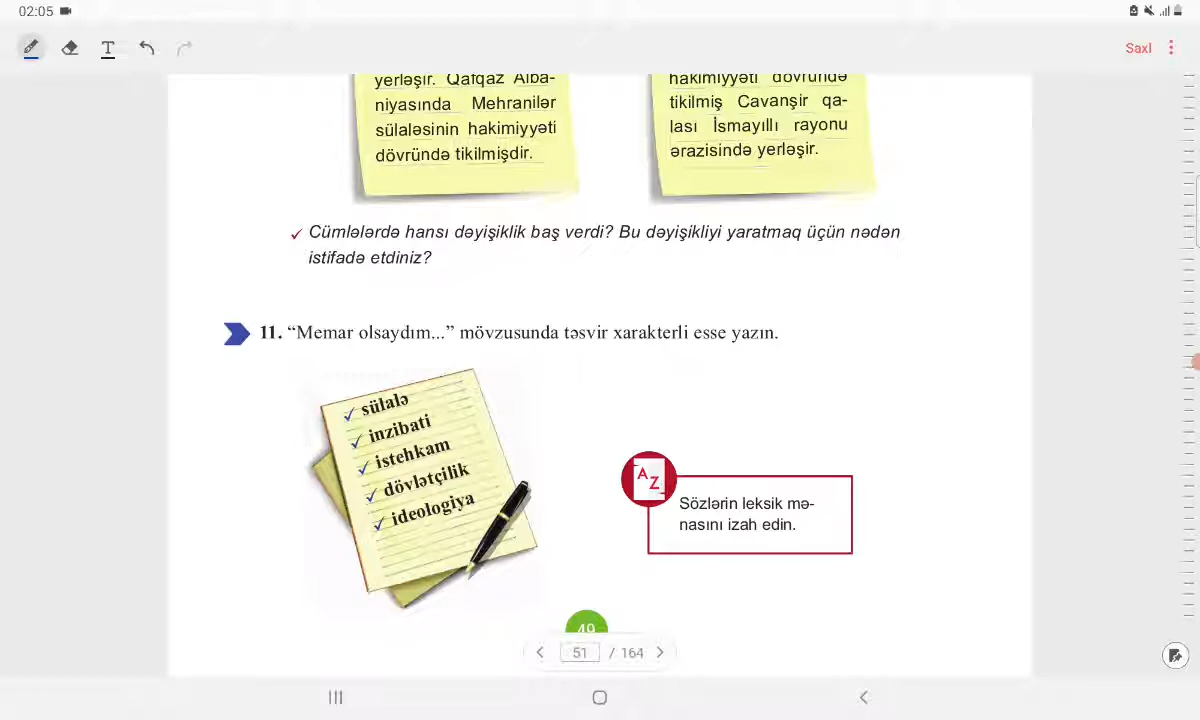 02:05
Saxl
yerləşir. Qafqaz Alba-
niyasında Mehranilər
sülaləsinin hakimiyyəti
dövründə tikilmişdir.
hakimiyyəti dövründə
tikilmiş Cavanşir qa-
lası İsmayıllı rayonu
ərazisində yerləşir.
Cümlələrdə hansı dəyişiklik baş verdi? Bu dəyişikliyi yaratmaq üçün nədən
istifadə etdiniz?
11. “Memar olsaydım...” mövzusunda təsvir xarakterli esse yazın.
sülalə
inzibati
istehkam
dövlətçilik
ideologiya
A
Z
Sözlərin leksik mə-
nasını izah edin.
49
51 / 164